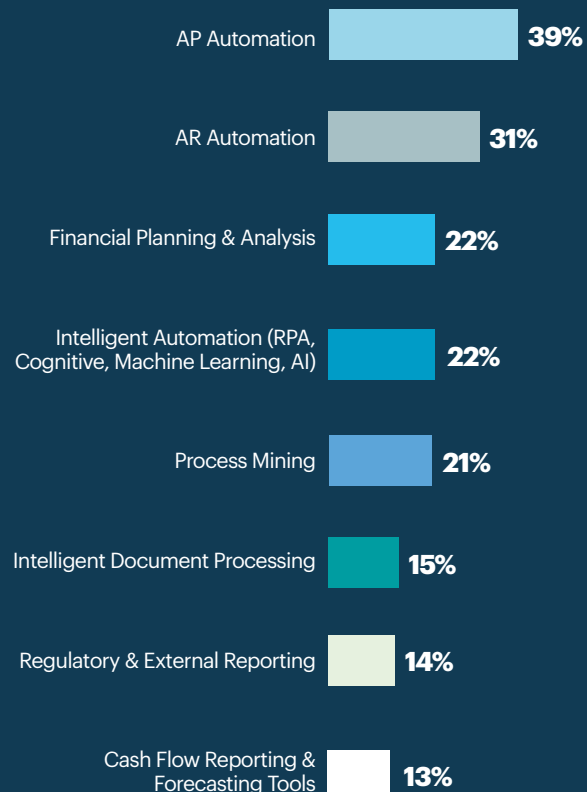 AP Automation
39%
AR Automation
31%
Financial Planning & Analysis
22%
Intelligent Automation (RPA,
Cognitive, Machine Learning, AI)
22%
Process Mining
21%
Intelligent Document Processing
15%
Regulatory & External Reporting
14%
Cash Flow Reporting &
Forecasting Tools
13%